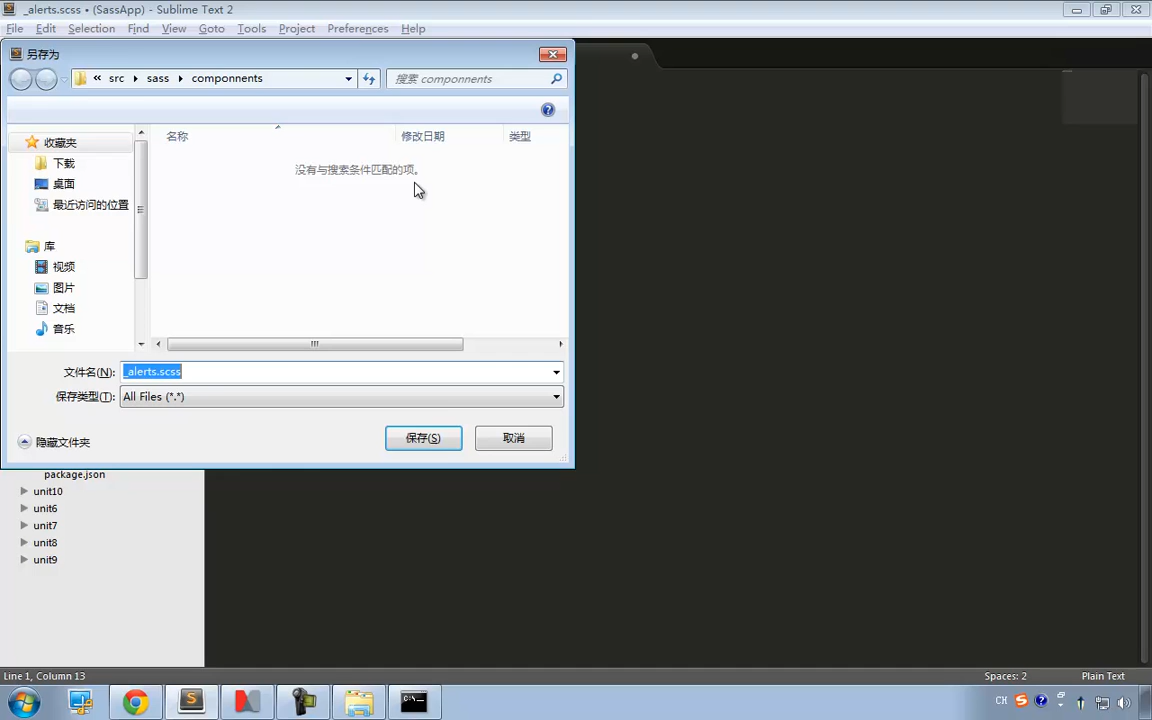 _alerts.scss • (SassApp) - Sublime Text 2
File Edit Selection Find View Goto Tools Project Preferences Help
另存为
« src sass componnents
搜索 componnents
名称 修改日期 类型
没有与搜索条件匹配的项。
收藏夹
下载
桌面
最近访问的位置
库
视频
图片
文档
音乐
文件名(N): _alerts.scss
保存类型(T): All Files (*.*)
隐藏文件夹
保存(S) 取消
package.json
unit10
unit6
unit7
unit8
unit9
Line 1, Column 13
Spaces: 2 Plain Text
CH